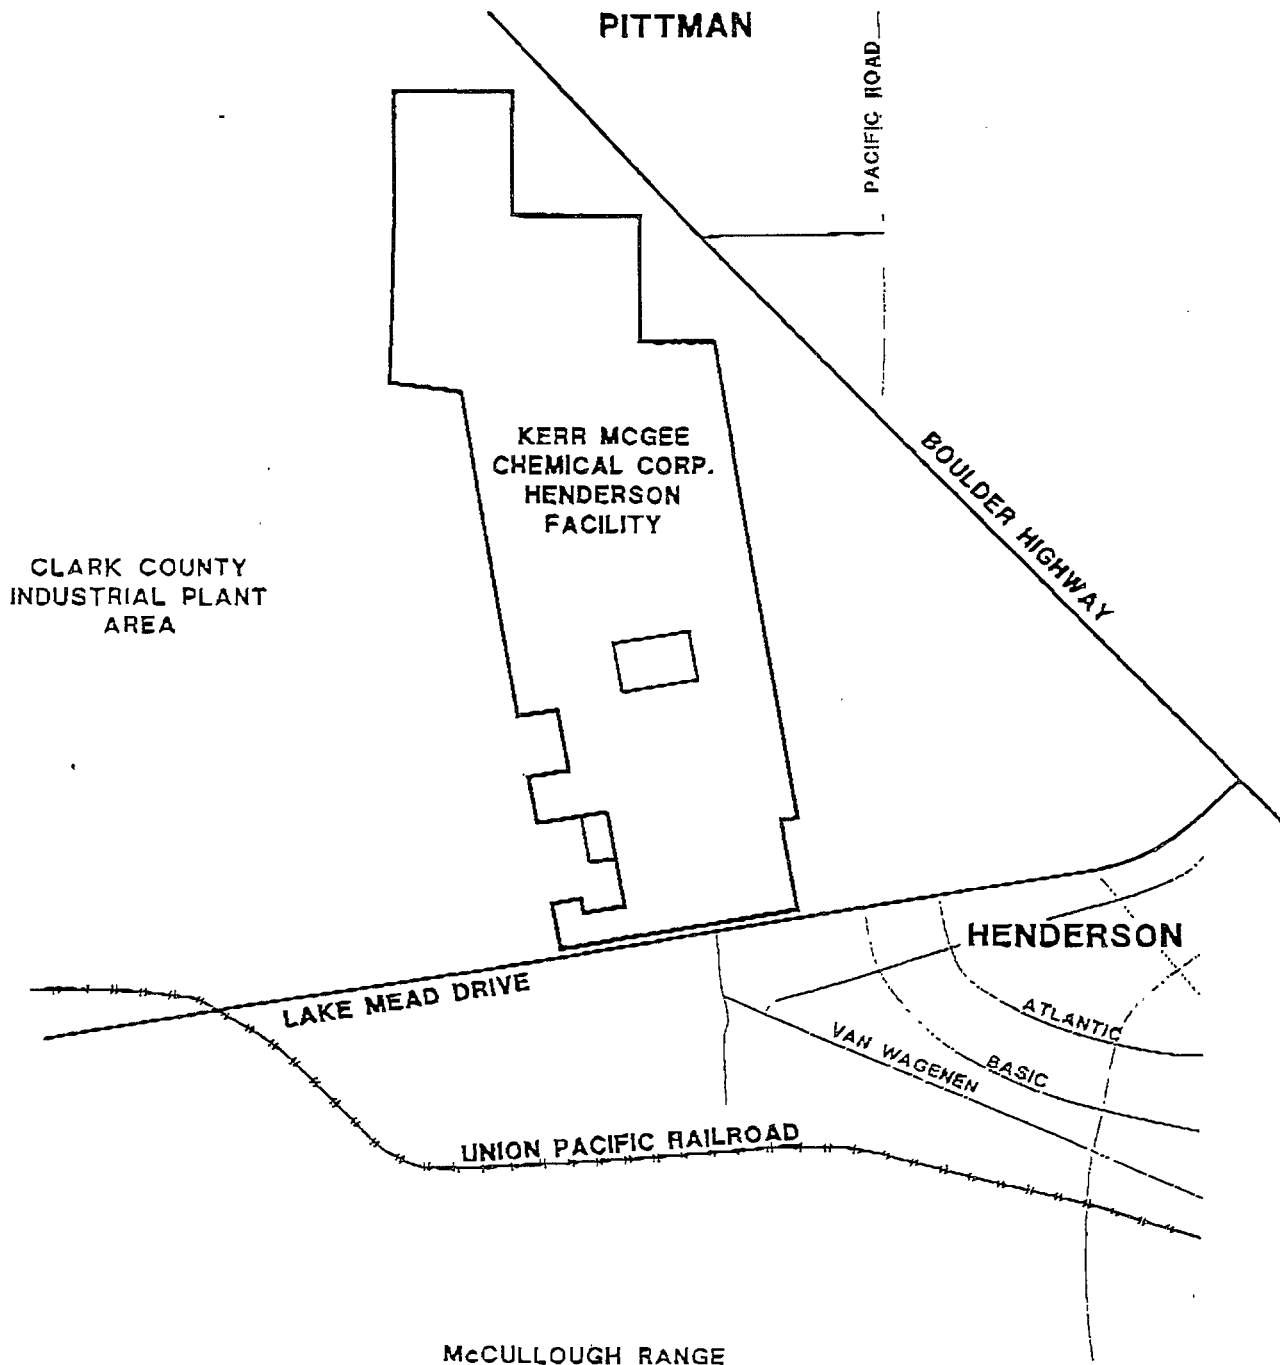 PITTMAN
PACIFIC ROAD
KERR MCGEE
CHEMICAL CORP.
HENDERSON
FACILITY
BOULDER HIGHWAY
CLARK COUNTY
INDUSTRIAL PLANT
AREA
HENDERSON
LAKE MEAD DRIVE
ATLANTIC
VAN WAGENEN
BASIC
UNION PACIFIC RAILROAD
McCULLOUGH RANGE